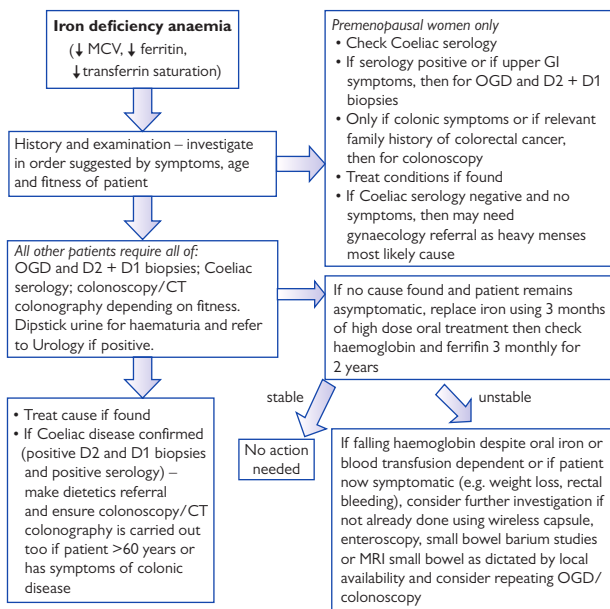 Iron deficiency anaemia
(↓ MCV, ↓ ferritin,
↓transferrin saturation)
History and examination – investigate
in order suggested by symptoms, age
and fitness of patient
Premenopausal women only
• Check Coeliac serology
• If serology positive or if upper GI
symptoms, then for OGD and D2 + D1
biopsies
• Only if colonic symptoms or if relevant
family history of colorectal cancer,
then for colonoscopy
• Treat conditions if found
• If Coeliac serology negative and no
symptoms, then may need
gynaecology referral as heavy menses
most likely cause
All other patients require all of:
OGD and D2 + D1 biopsies; Coeliac
serology; colonoscopy/CT
colonography depending on fitness.
Dipstick urine for haematuria and refer
to Urology if positive.
If no cause found and patient remains
asymptomatic, replace iron using 3 months
of high dose oral treatment then check
haemoglobin and ferrifin 3 monthly for
2 years
• Treat cause if found
• If Coeliac disease confirmed
(positive D2 and D1 biopsies
and positive serology) –
make dietetics referral
and ensure colonoscopy/CT
colonography is carried out
too if patient >60 years or
has symptoms of colonic
disease
stable
unstable
No action
needed
If falling haemoglobin despite oral iron or
blood transfusion dependent or if patient
now symptomatic (e.g. weight loss, rectal
bleeding), consider further investigation if
not already done using wireless capsule,
enteroscopy, small bowel barium studies
or MRI small bowel as dictated by local
availability and consider repeating OGD/
colonoscopy